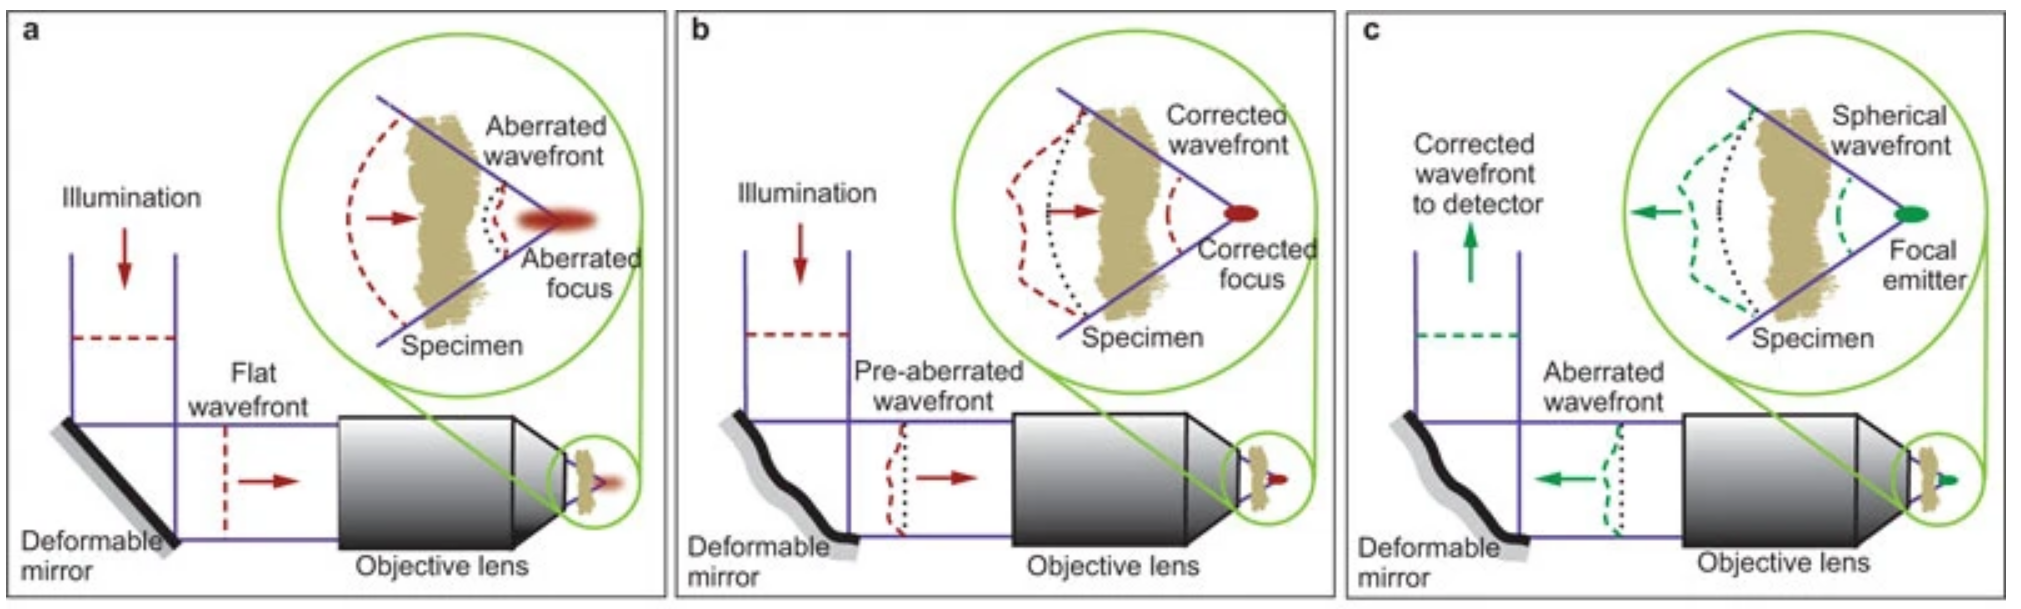 a
Aberrated
wavefront
Illumination
Aberrated
focus
Specimen
Flat
wavefront
Deformable
mirror
Objective lens
b
Corrected
wavefront
Illumination
Corrected
focus
Specimen
Pre-aberrated
wavefront
Deformable
mirror
Objective lens
c
Spherical
wavefront
Corrected
wavefront
to detector
Focal
emitter
Specimen
Aberrated
wavefront
Deformable
mirror
Objective lens